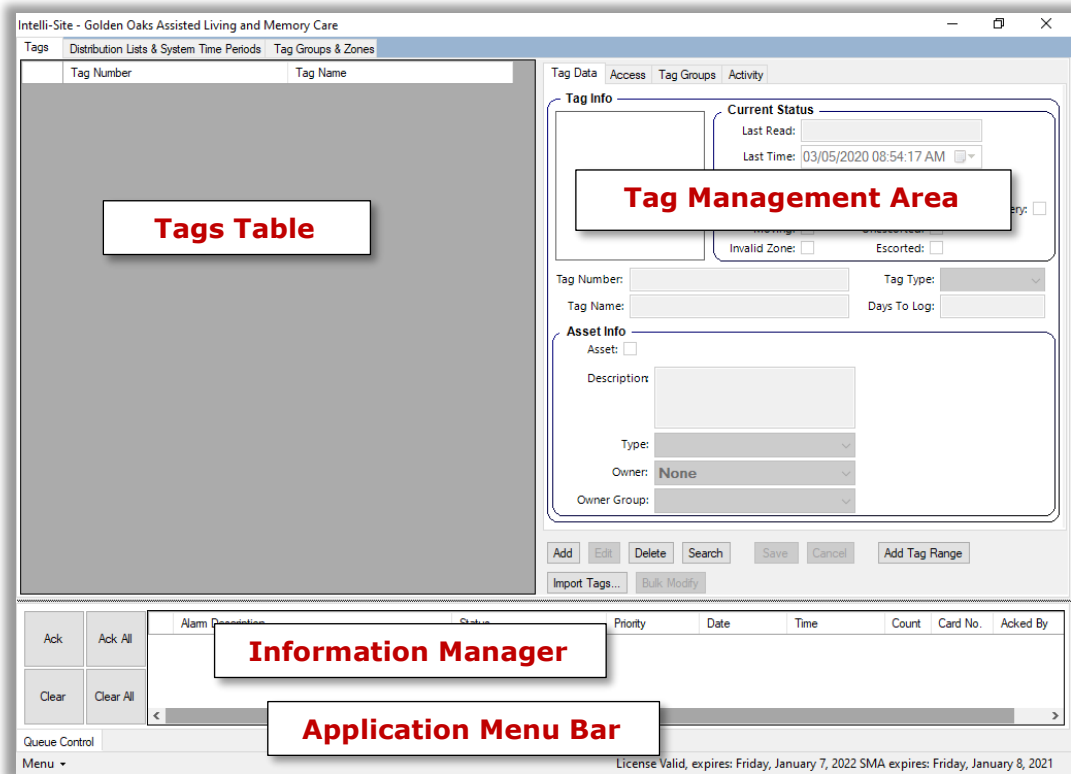 Intelli-Site - Golden Oaks Assisted Living and Memory Care
Tags Distribution Lists & System Time Periods Tag Groups & Zones
Tag Number Tag Name
Tag Data Access Tag Groups Activity
Tag Info
Current Status
Last Read:
Last Time: 03/05/2020 08:54:17 AM
Tags Table
Tag Management Area
Invalid Zone: Escorted:
Tag Number: Tag Type:
Tag Name: Days To Log:
Asset Info
Asset:
Description:
Type:
Owner: None
Owner Group:
Add Edit Delete Search Save Cancel Add Tag Range
Import Tags... Bulk Modify
Ack Ack All
Clear Clear All
Alarm Priority Date Time Count Card No. Acked By
Information Manager
Application Menu Bar
Queue Control
Menu License Valid, expires: Friday, January 7, 2022 SMA expires: Friday, January 8, 2021